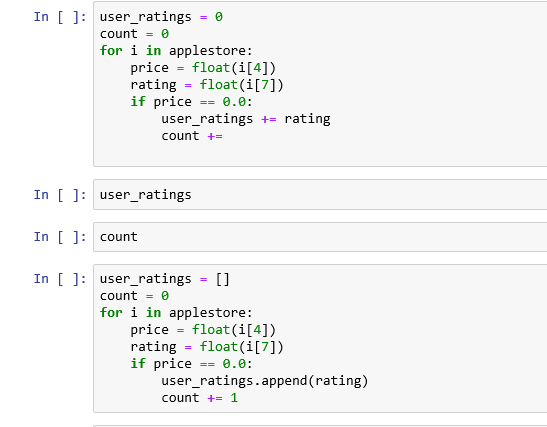 In [ ]: user_ratings = 0
count = 0
for i in applestore:
    price = float(i[4])
    rating = float(i[7])
    if price == 0.0:
        user_ratings += rating
        count +=
In [ ]: user_ratings
In [ ]: count
In [ ]: user_ratings = []
count = 0
for i in applestore:
    price = float(i[4])
    rating = float(i[7])
    if price == 0.0:
        user_ratings.append(rating)
        count += 1